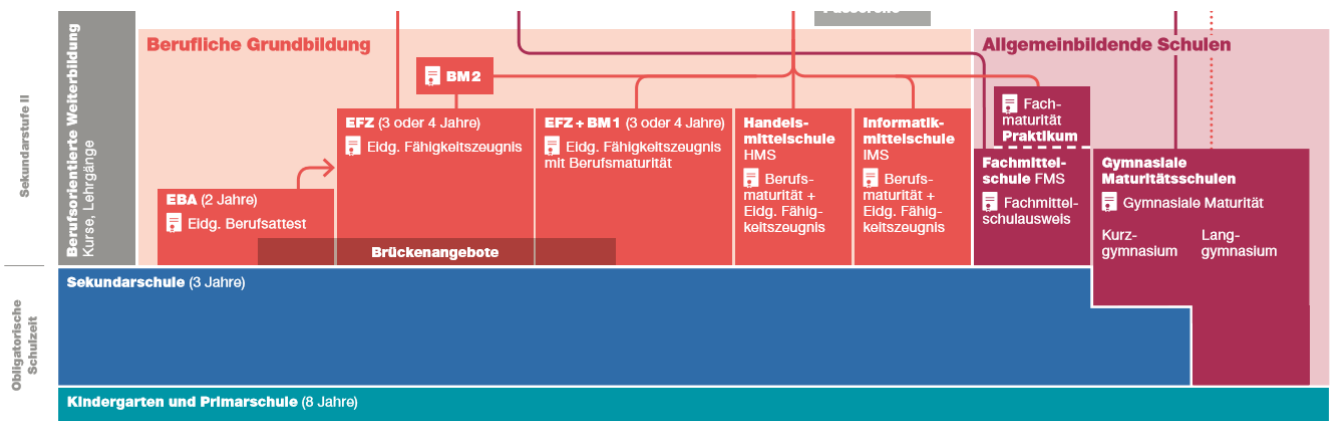 Berufliche Grundbildung
Allgemeinbildende Schulen
Sekundarstufe II
Berufsorientierte Weiterbildung
Kurse, Lehrgänge
BM 2
EBA (2 Jahre)
Eidg. Berufsattest
EFZ (3 oder 4 Jahre)
Eidg. Fähigkeitszeugnis
EFZ + BM 1 (3 oder 4 Jahre)
Eidg. Fähigkeitszeugnis
mit Berufsmaturität
Handels-
mittelschule
HMS
Berufs-
maturität +
Eidg. Fähig-
keitszeugnis
Informatik-
mittelschule
IMS
Berufs-
maturität +
Eidg. Fähig-
keitszeugnis
Fach-
maturität
Praktikum
Fachmittel-
schule FMS
Fachmittel-
schulausweis
Gymnasiale
Maturitätsschulen
Gymnasiale Maturität
Kurz-
gymnasium
Lang-
gymnasium
Brückenangebote
Obligatorische
Schulzeit
Sekundarschule (3 Jahre)
Kindergarten und Primarschule (8 Jahre)